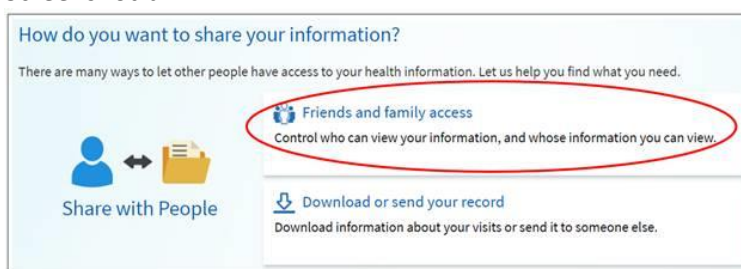 How do you want to share your information?
There are many ways to let other people have access to your health information. Let us help you find what you need.
Friends and family access
Control who can view your information, and whose information you can view.
Share with People
Download or send your record
Download information about your visits or send it to someone else.